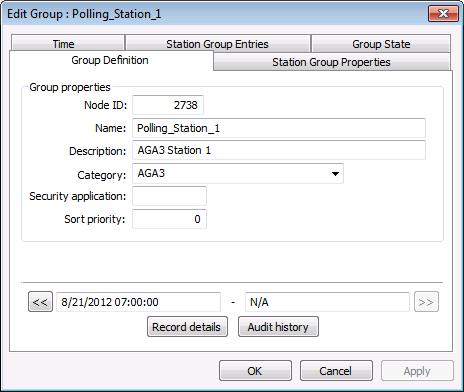 Edit Group : Polling_Station_1
Time Station Group Entries Group State
Group Definition Station Group Properties
Group properties
Node ID: 2738
Name: Polling_Station_1
Description: AGA3 Station 1
Category: AGA3
Security application:
Sort priority: 0
<< 8/21/2012 07:00:00 - N/A >>
Record details Audit history
OK Cancel Apply